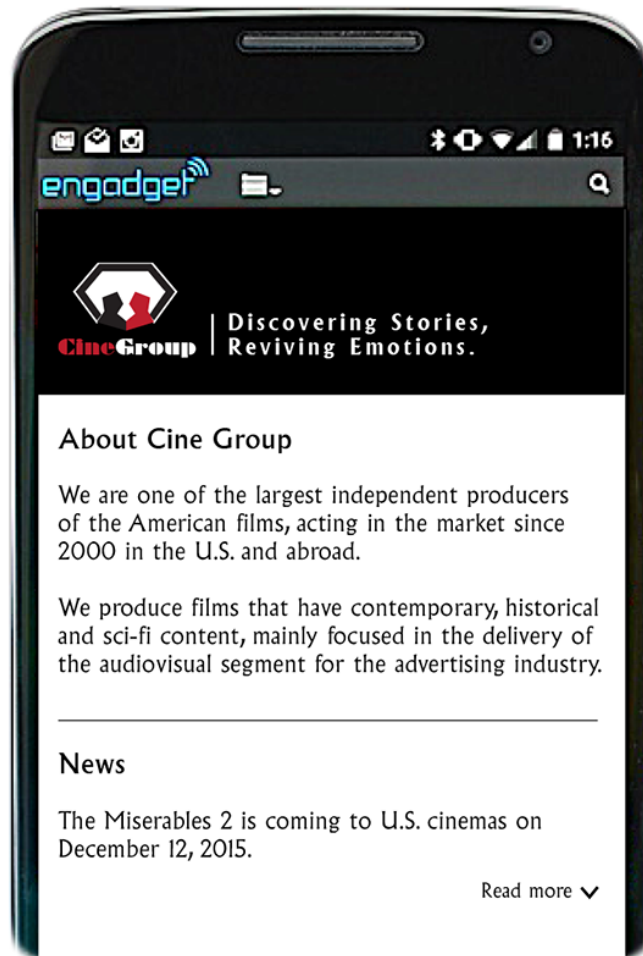 1:16
engadget
CineGroup
Discovering Stories,
Reviving Emotions.
About Cine Group
We are one of the largest independent producers
of the American films, acting in the market since
2000 in the U.S. and abroad.
We produce films that have contemporary, historical
and sci-fi content, mainly focused in the delivery of
the audiovisual segment for the advertising industry.
News
The Miserables 2 is coming to U.S. cinemas on
December 12, 2015.
Read more